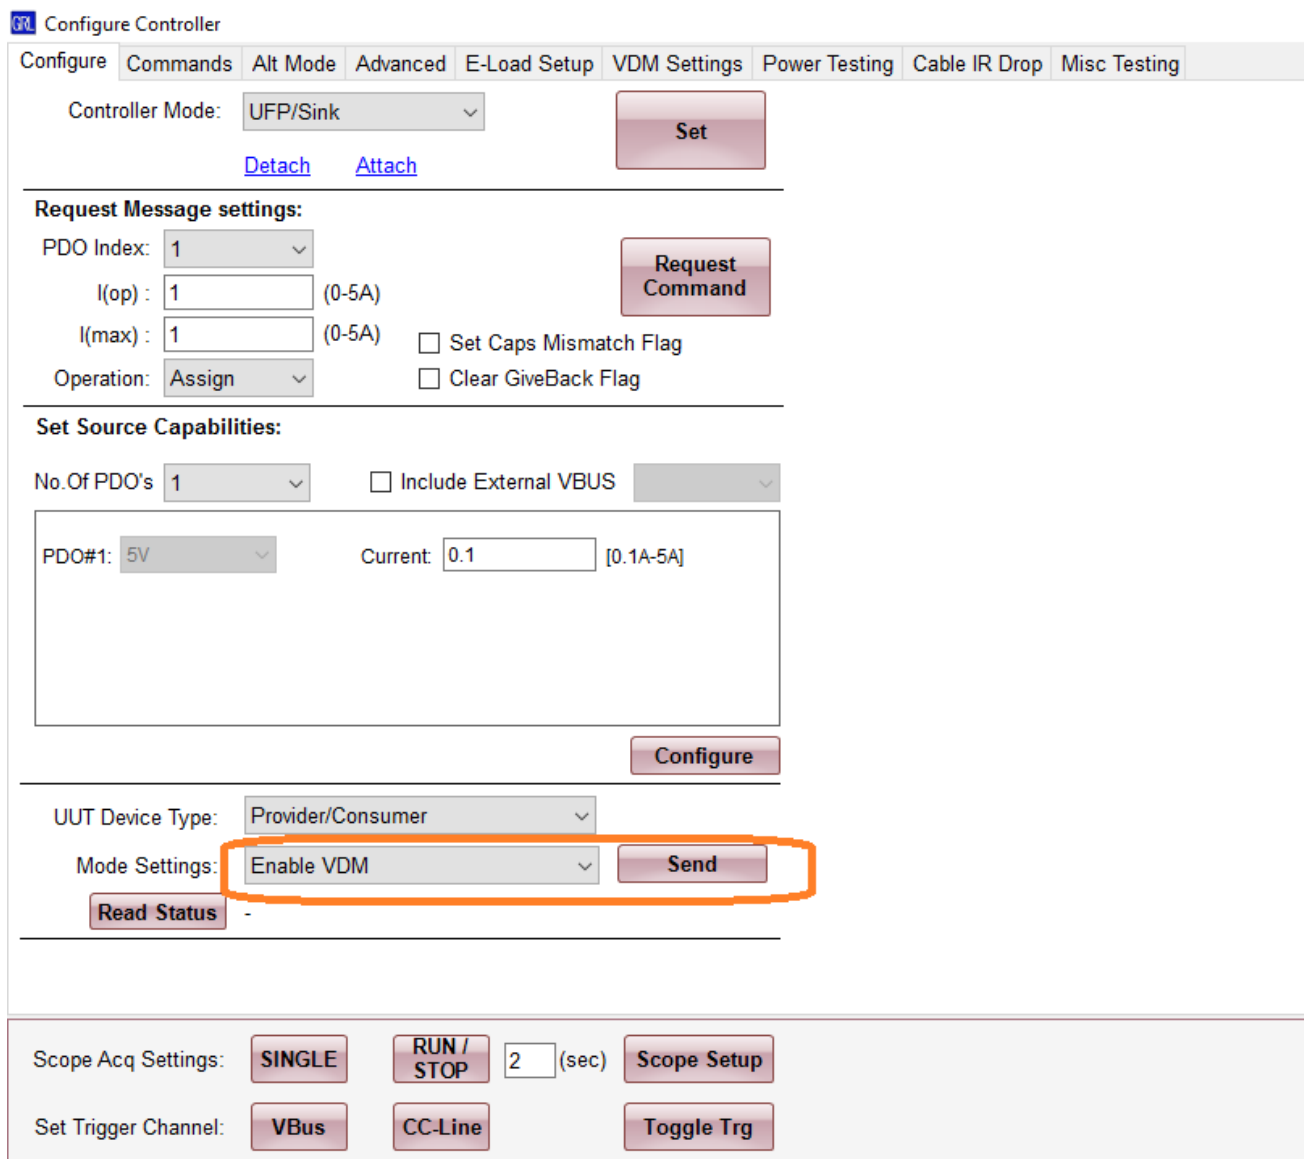 GRL Configure Controller
Configure Commands Alt Mode Advanced E-Load Setup VDM Settings Power Testing Cable IR Drop Misc Testing
Controller Mode: UFP/Sink Set
Detach Attach
Request Message settings:
PDO Index: 1
Request Command
I(op) : 1 (0-5A)
I(max) : 1 (0-5A) Set Caps Mismatch Flag
Operation: Assign Clear GiveBack Flag
Set Source Capabilities:
No.Of PDO's 1 Include External VBUS
PDO#1: 5V Current: 0.1 [0.1A-5A]
Configure
UUT Device Type: Provider/Consumer
Mode Settings: Enable VDM Send
Read Status -
Scope Acq Settings: SINGLE RUN / STOP 2 (sec) Scope Setup
Set Trigger Channel: VBus CC-Line Toggle Trg